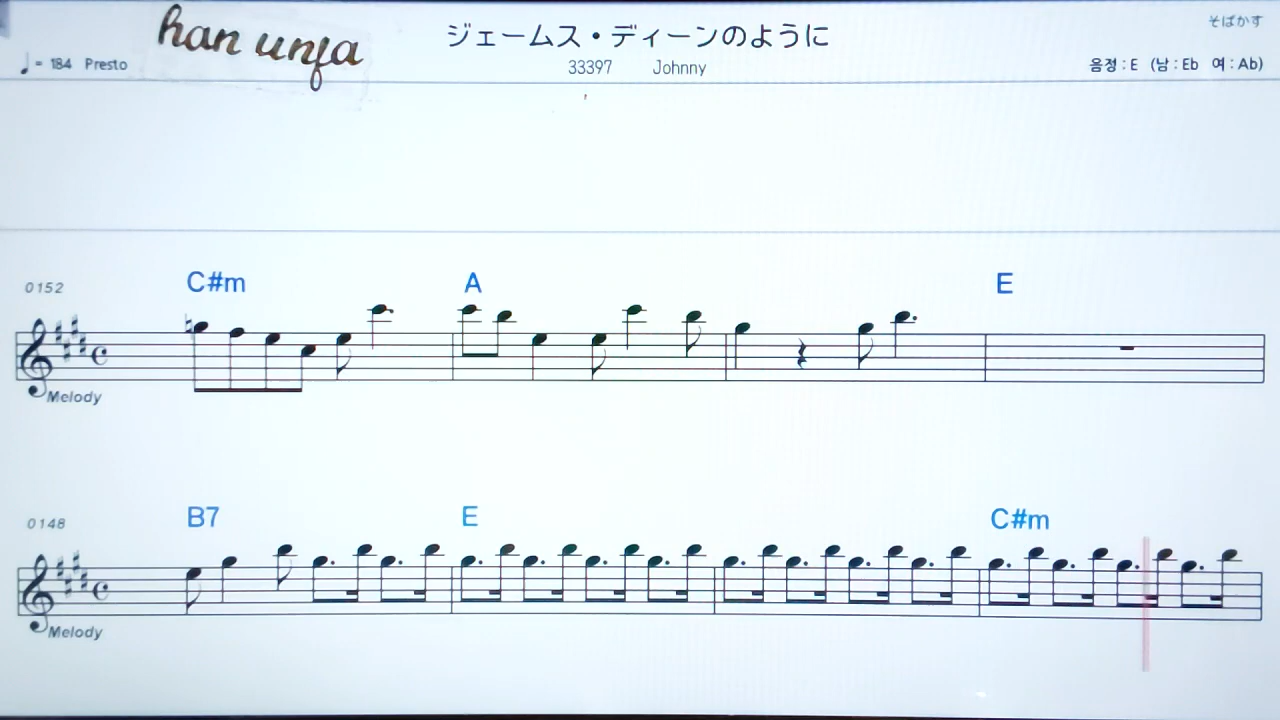 han unfa
ジェームス・ディーンのように
そばかす
♩= 184 Presto
33397 Johnny
음정 : E (남 : Eb 여 : Ab)
0152
C#m A E
Melody
0148
B7 E C#m
Melody